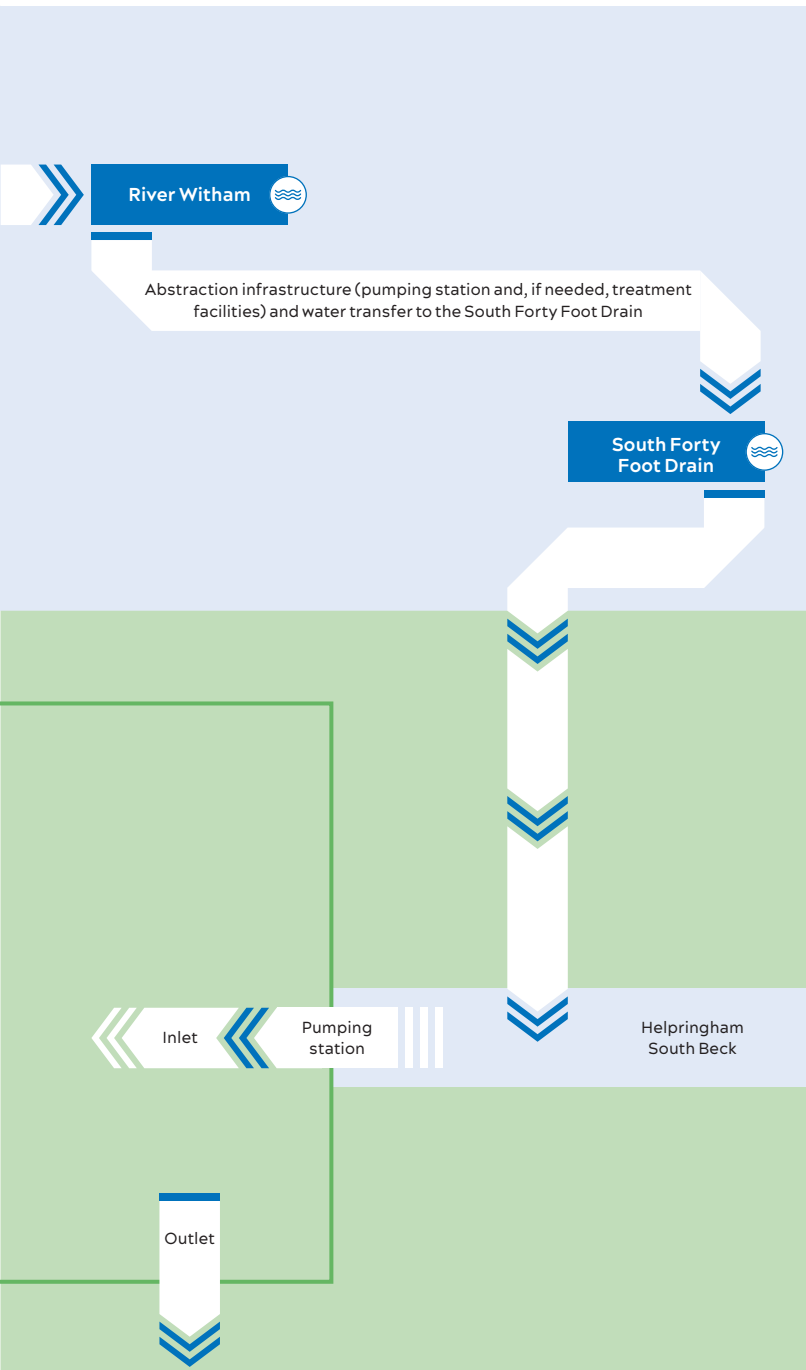 River Witham
Abstraction infrastructure (pumping station and, if needed, treatment
facilities) and water transfer to the South Forty Foot Drain
South Forty
Foot Drain
Inlet
Pumping
station
Helpringham
South Beck
Outlet